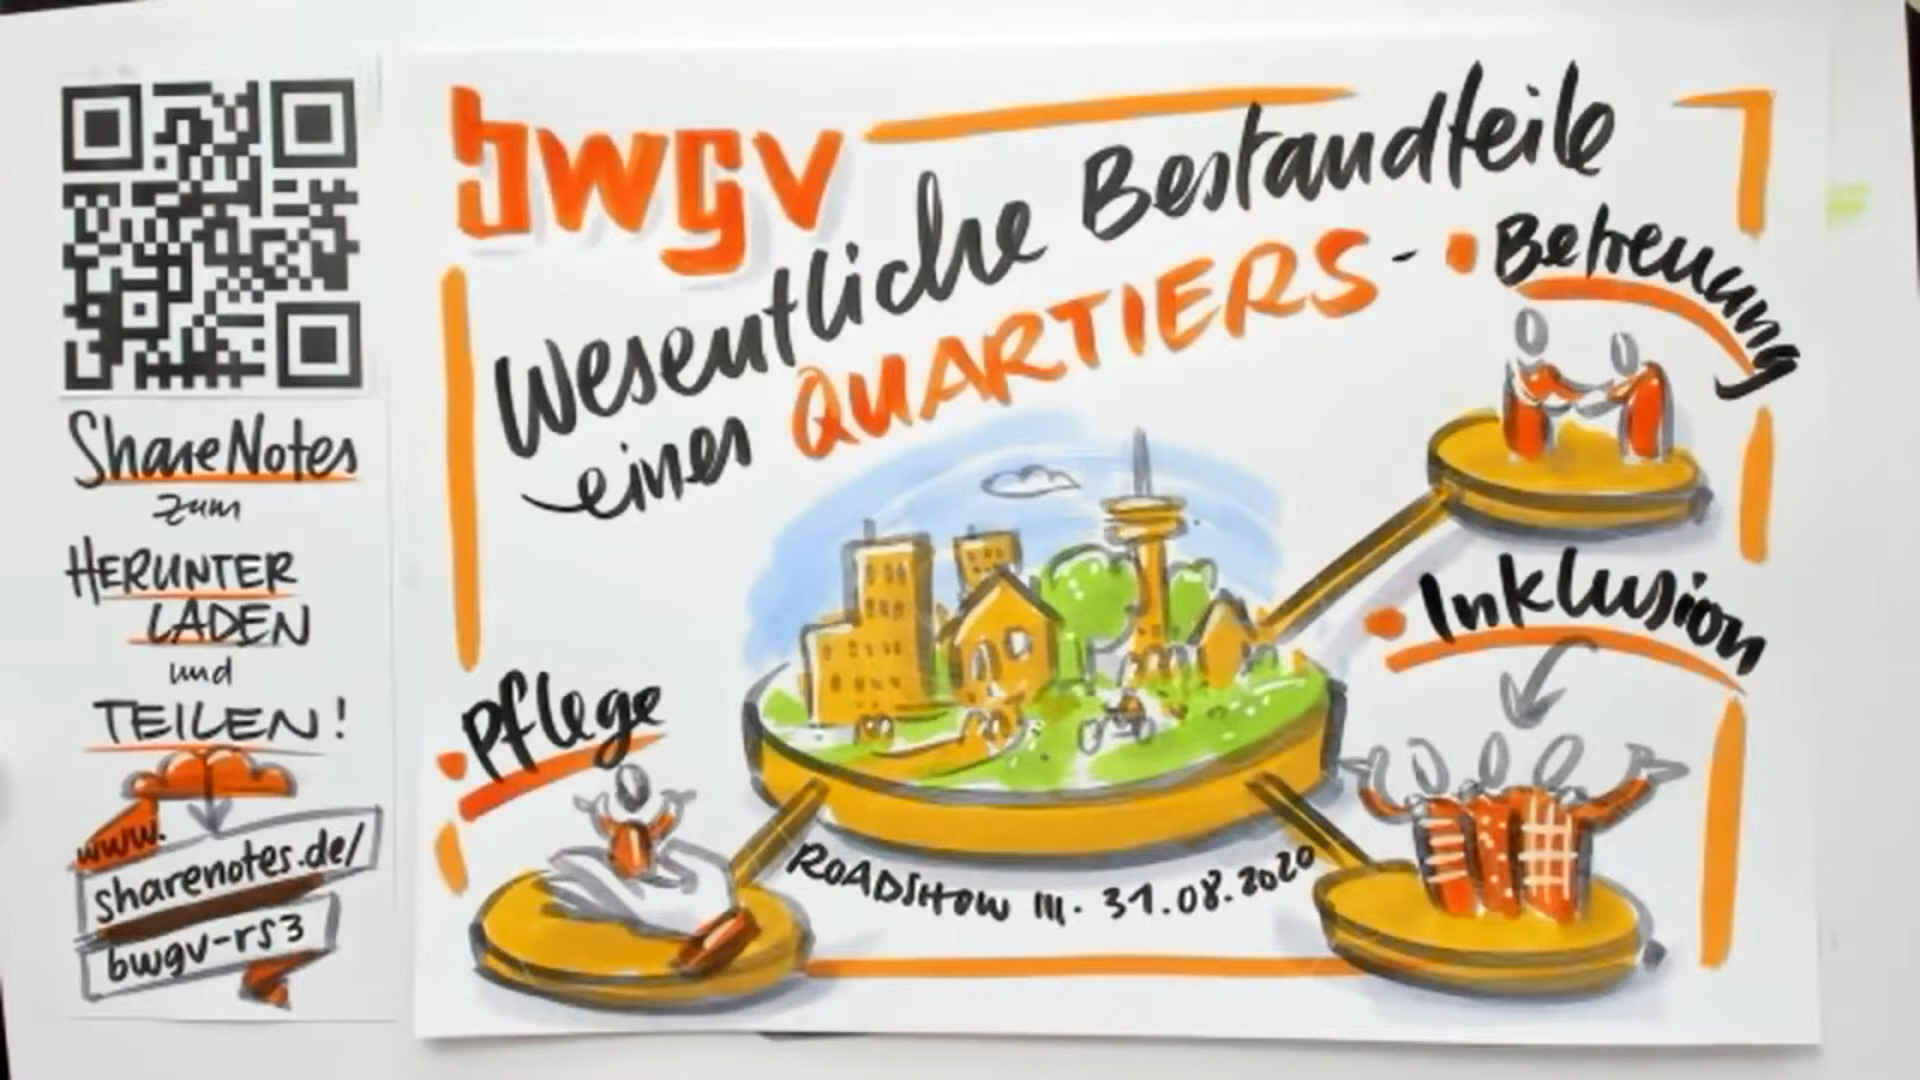 ShareNotes
zum
HERUNTER
LADEN
und
TEILEN!
www.
sharenotes.de/
bwgv-rs3
bwgv
Wesentliche Bestandteile
eines QUARTIERS -
Betreuung
Inklusion
Pflege
ROADSHOW III. 31.08.2020